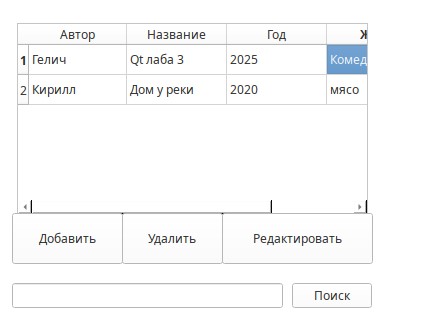 Автор Название Год Ж
1 Гелич Qt лаба 3 2025 Комед
2 Кирилл Дом у реки 2020 мясо
Добавить Удалить Редактировать
Поиск